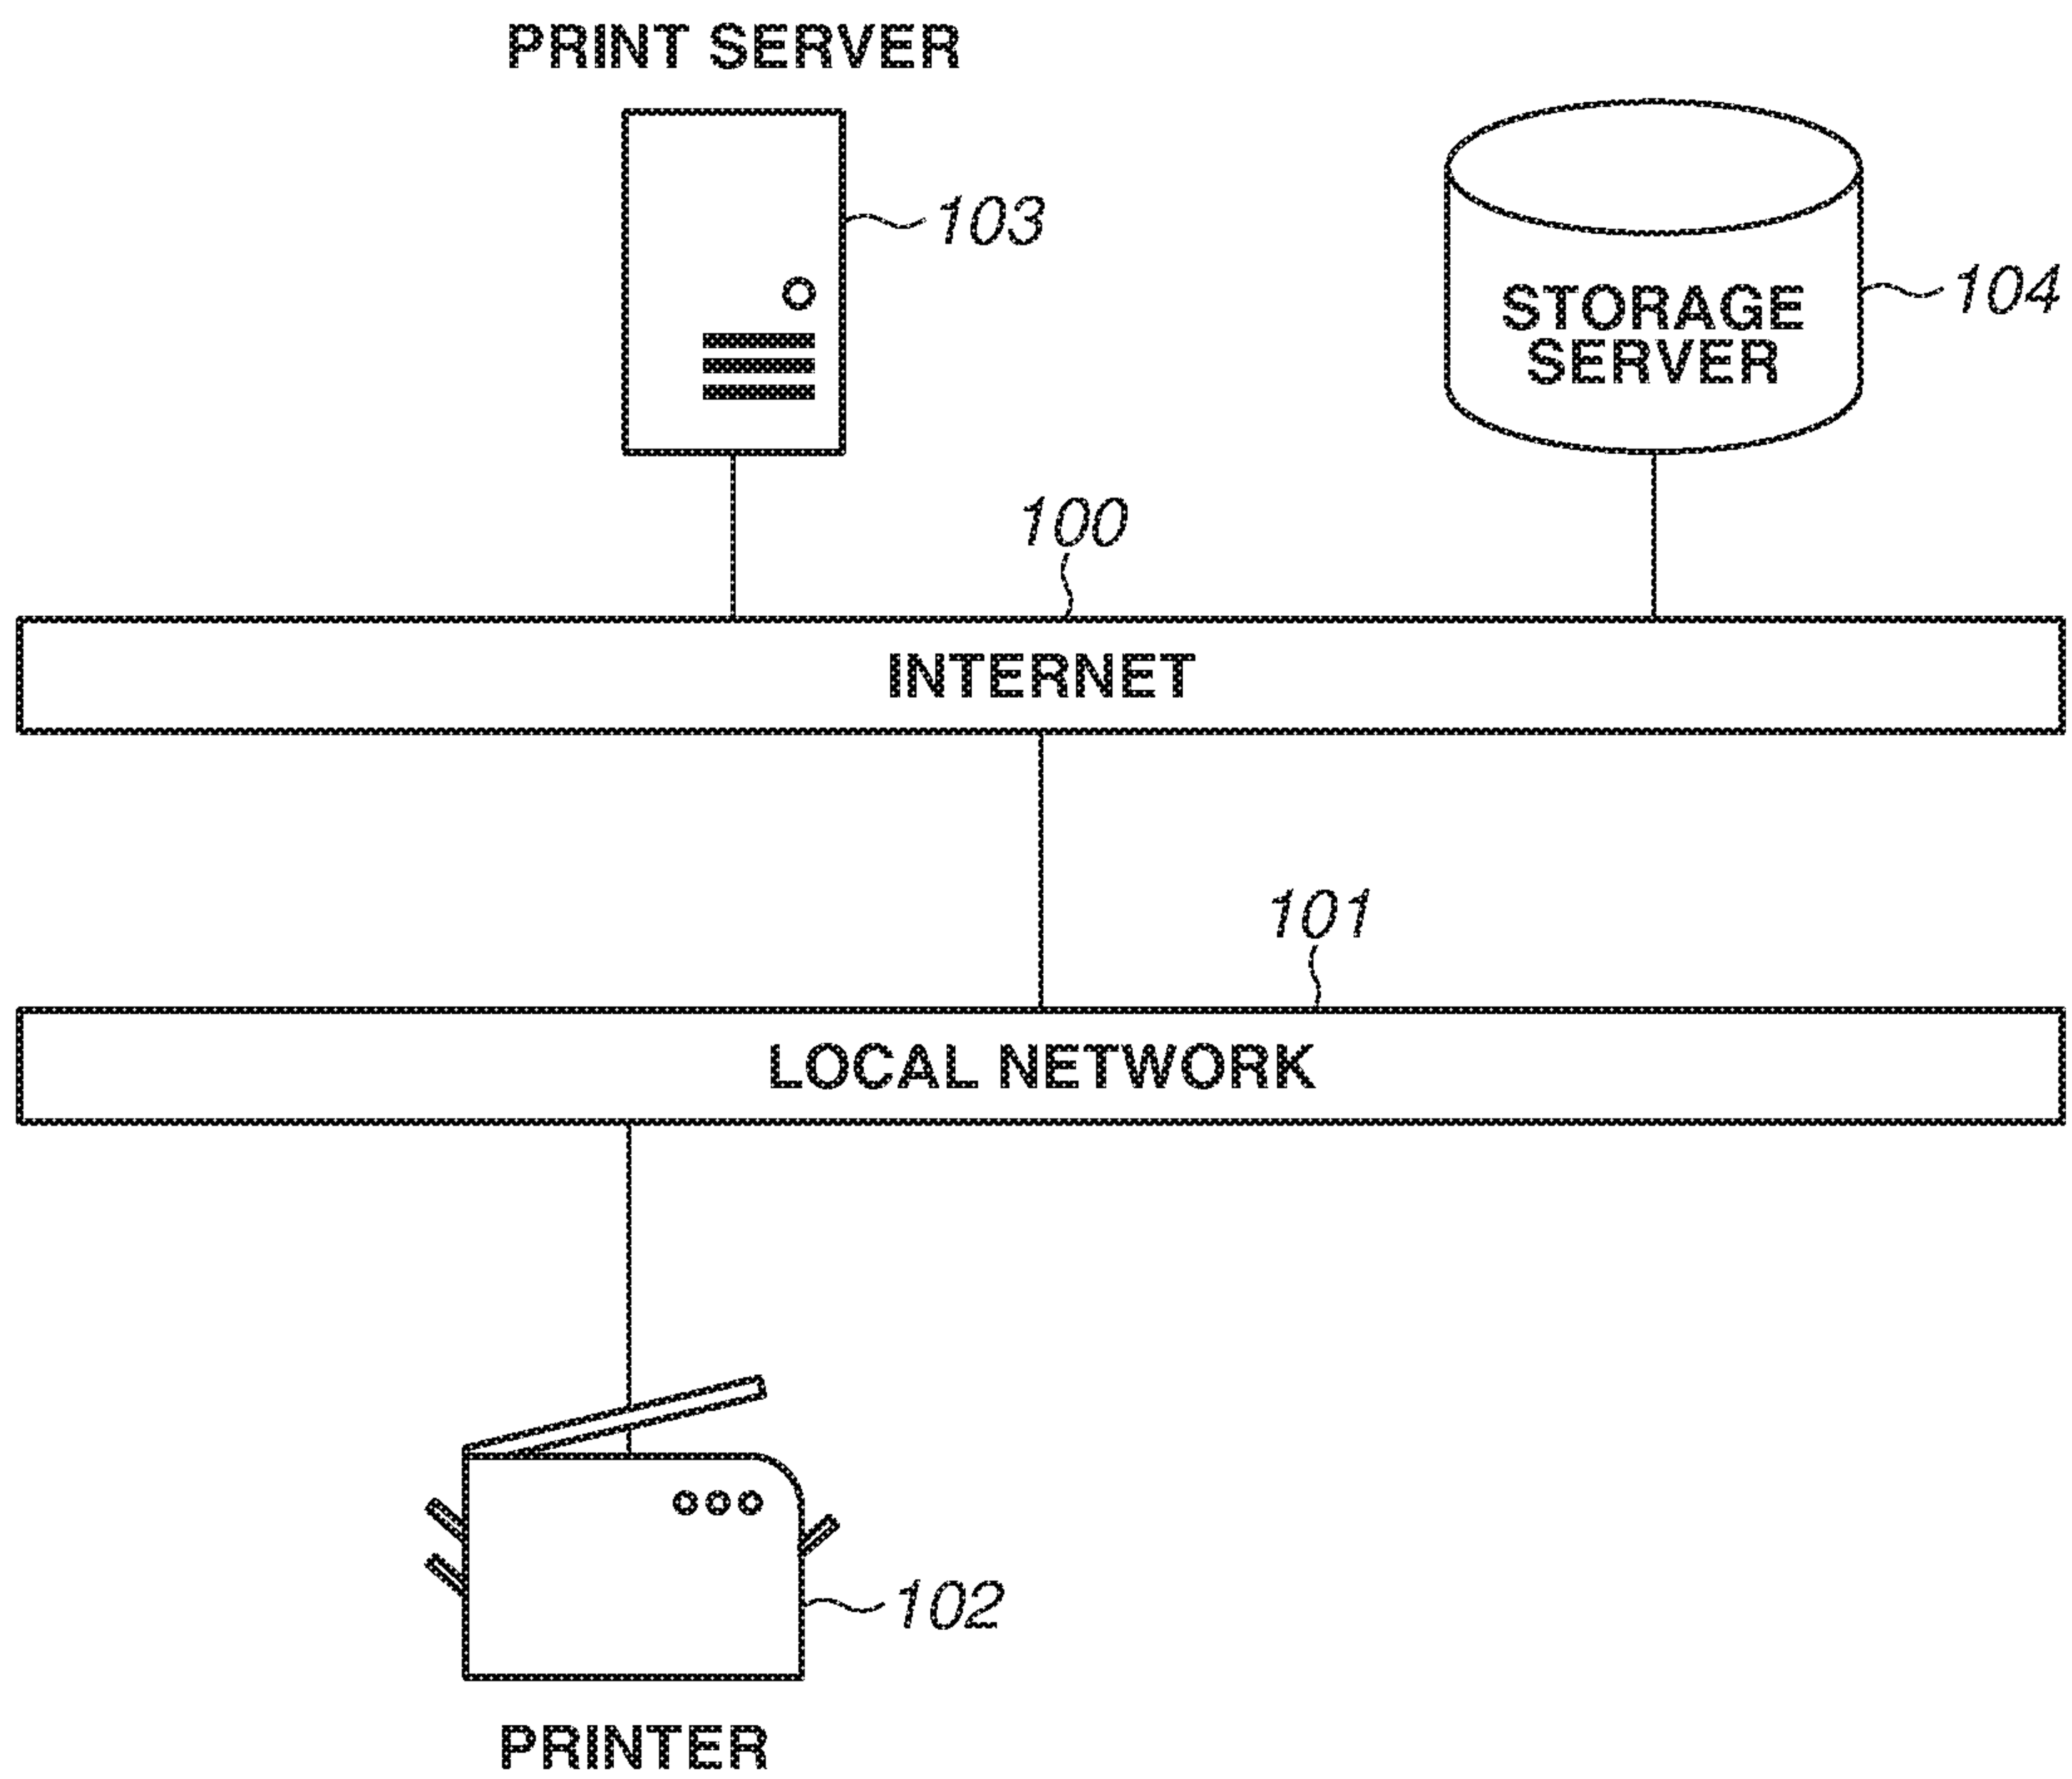 PRINT SERVER
103
STORAGE
SERVER
104
100
INTERNET
101
LOCAL NETWORK
102
PRINTER